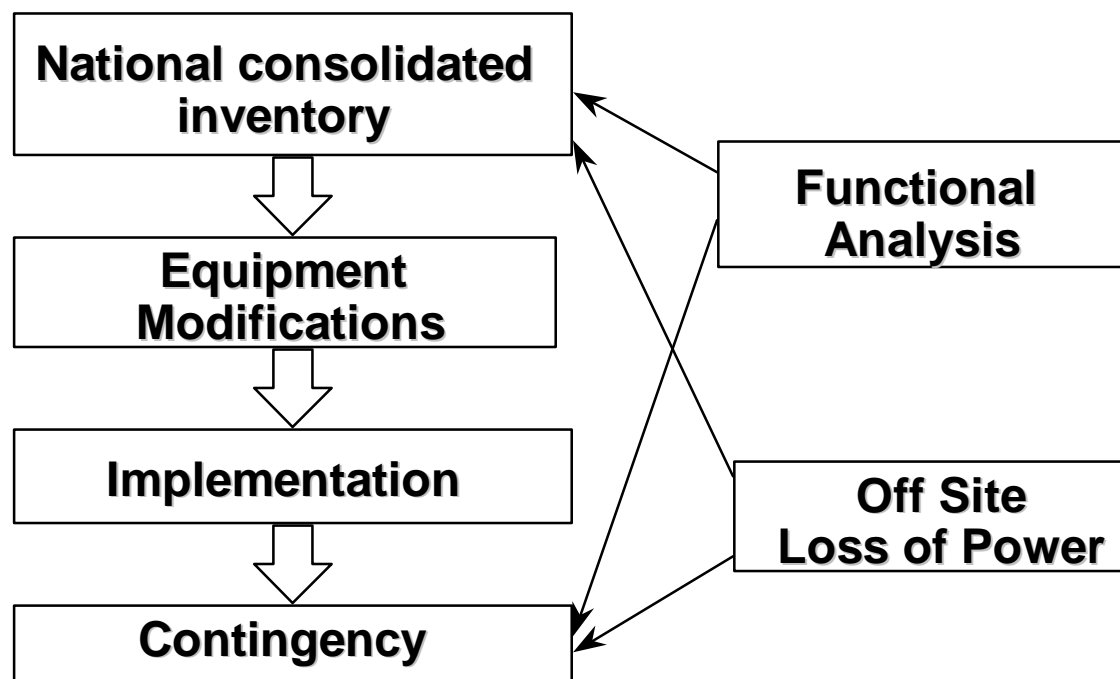 National consolidated
inventory
Functional
Analysis
Equipment
Modifications
Implementation
Off Site
Loss of Power
Contingency